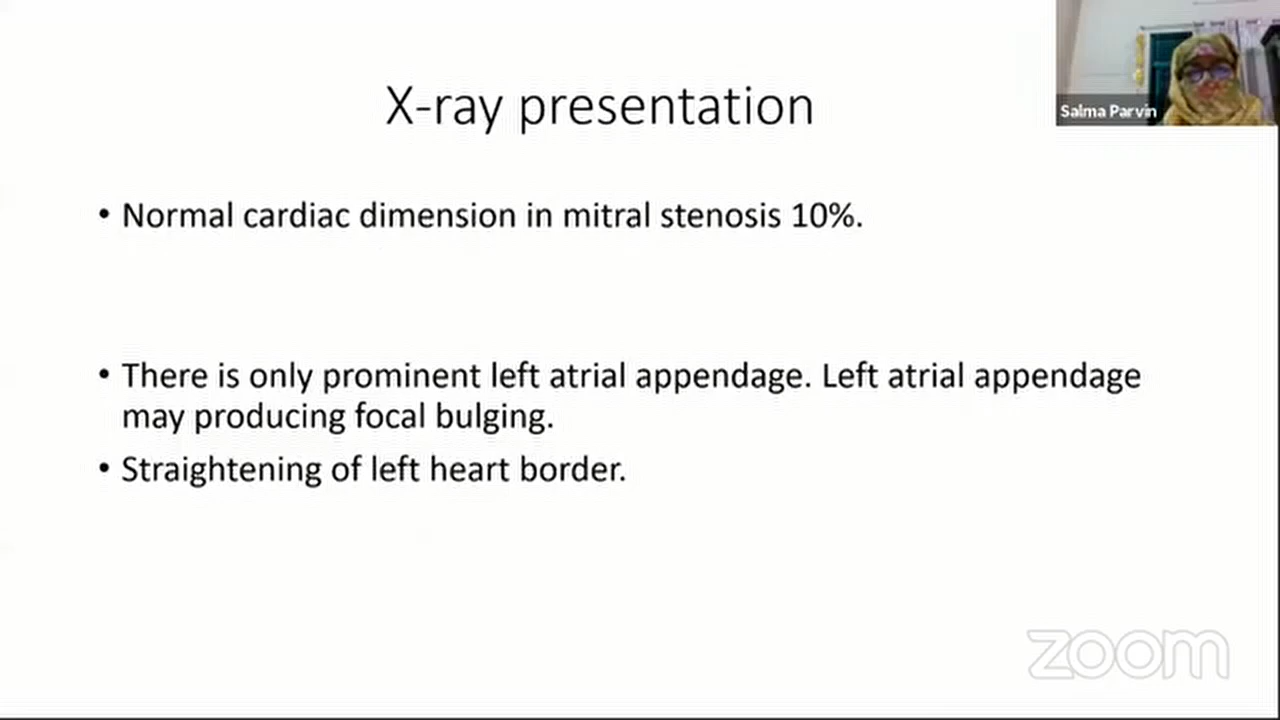 X-ray presentation
Salma Parvin
• Normal cardiac dimension in mitral stenosis 10%.
• There is only prominent left atrial appendage. Left atrial appendage
may producing focal bulging.
• Straightening of left heart border.
zoom